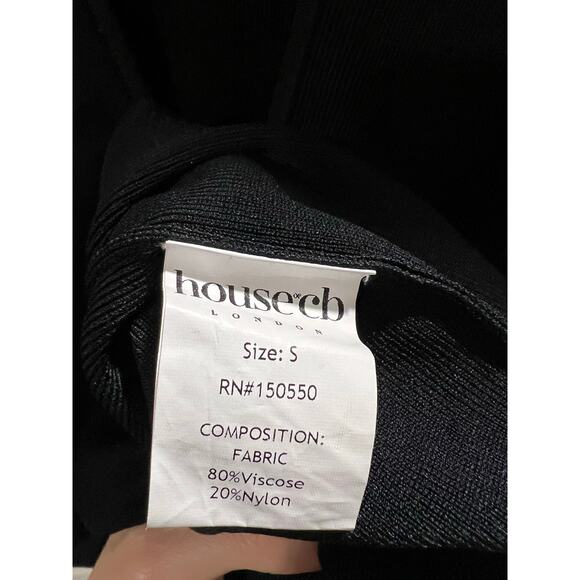 house of cb
LONDON
Size: S
RN#150550
COMPOSITION:
FABRIC
80%Viscose
20%Nylon